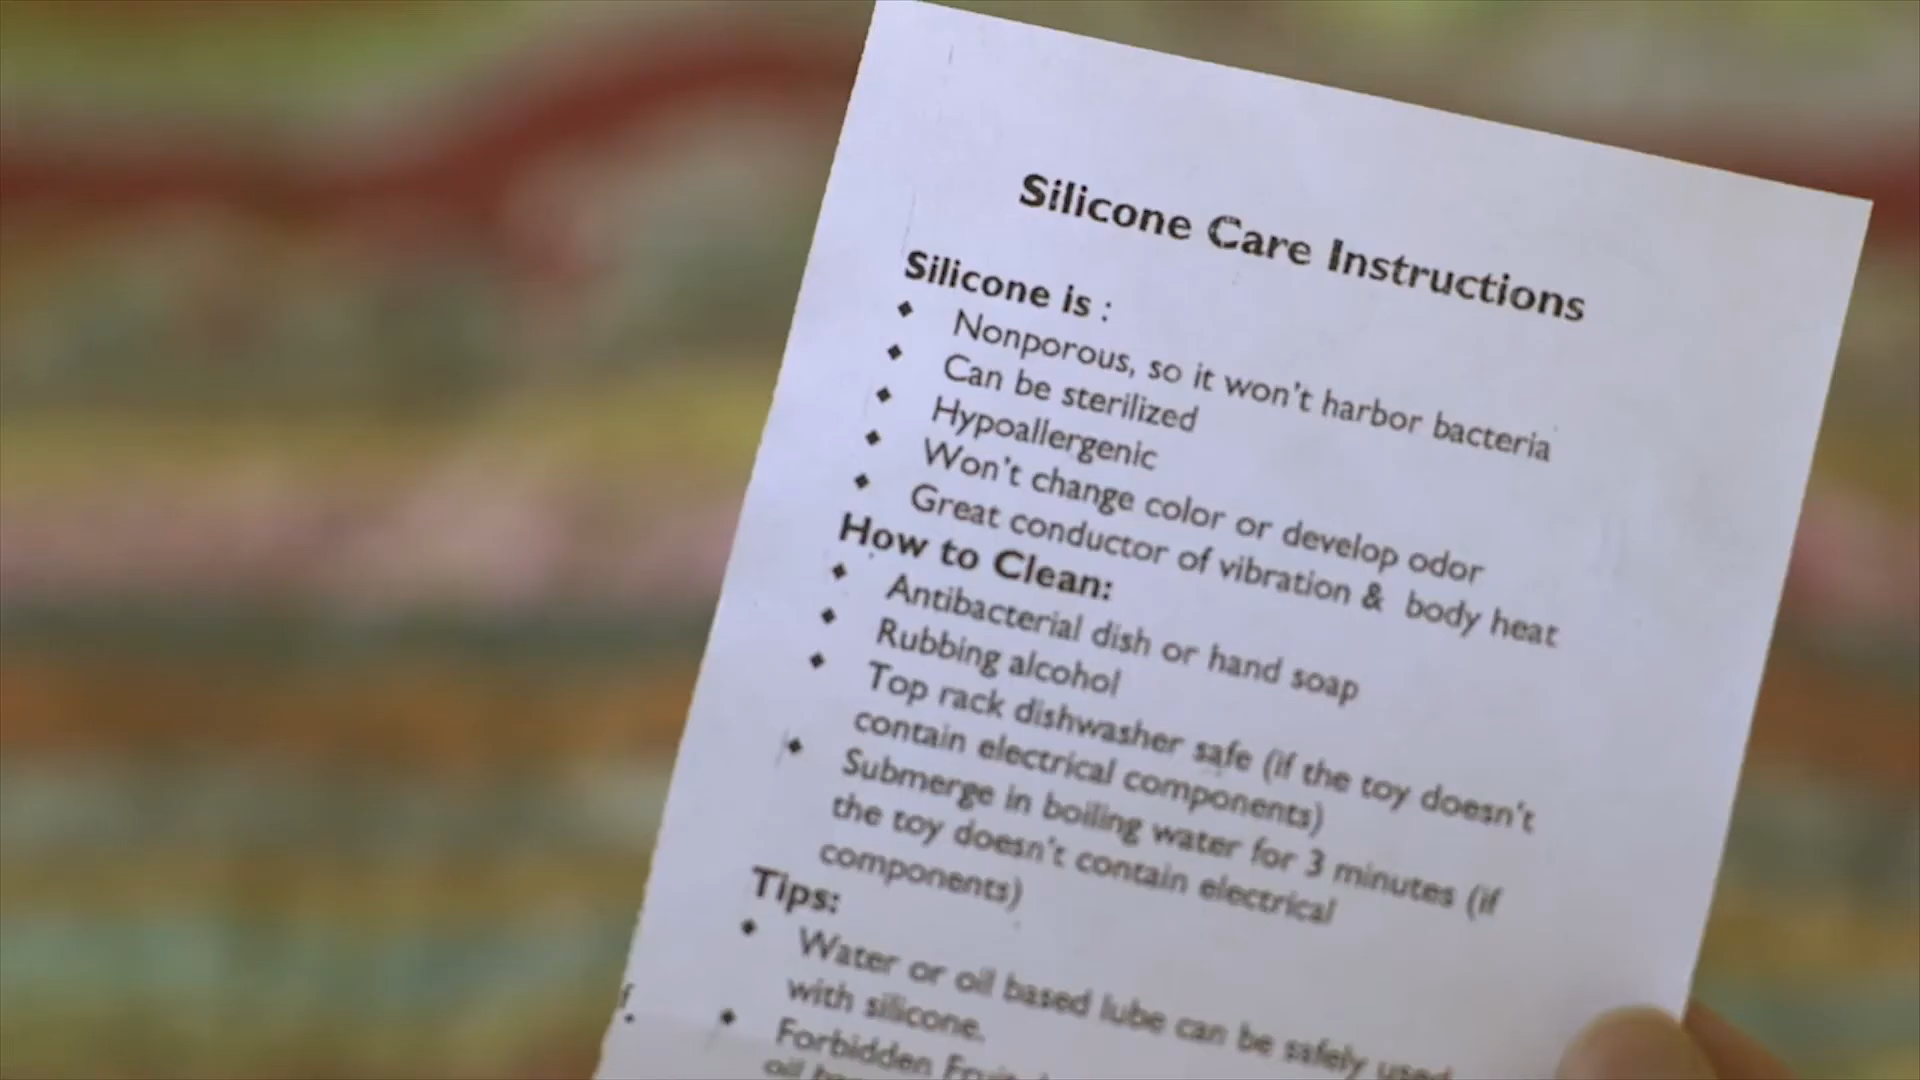 Silicone Care Instructions
Silicone is :
◆ Nonporous, so it won't harbor bacteria
◆ Can be sterilized
◆ Hypoallergenic
◆ Won't change color or develop odor
◆ Great conductor of vibration & body heat
How to Clean:
◆ Antibacterial dish or hand soap
◆ Rubbing alcohol
◆ Top rack dishwasher safe (if the toy doesn't
contain electrical components)
◆ Submerge in boiling water for 3 minutes (if
the toy doesn't contain electrical
components)
Tips:
◆ Water or oil based lube can be safely used
with silicone.
◆ Forbidden
oil